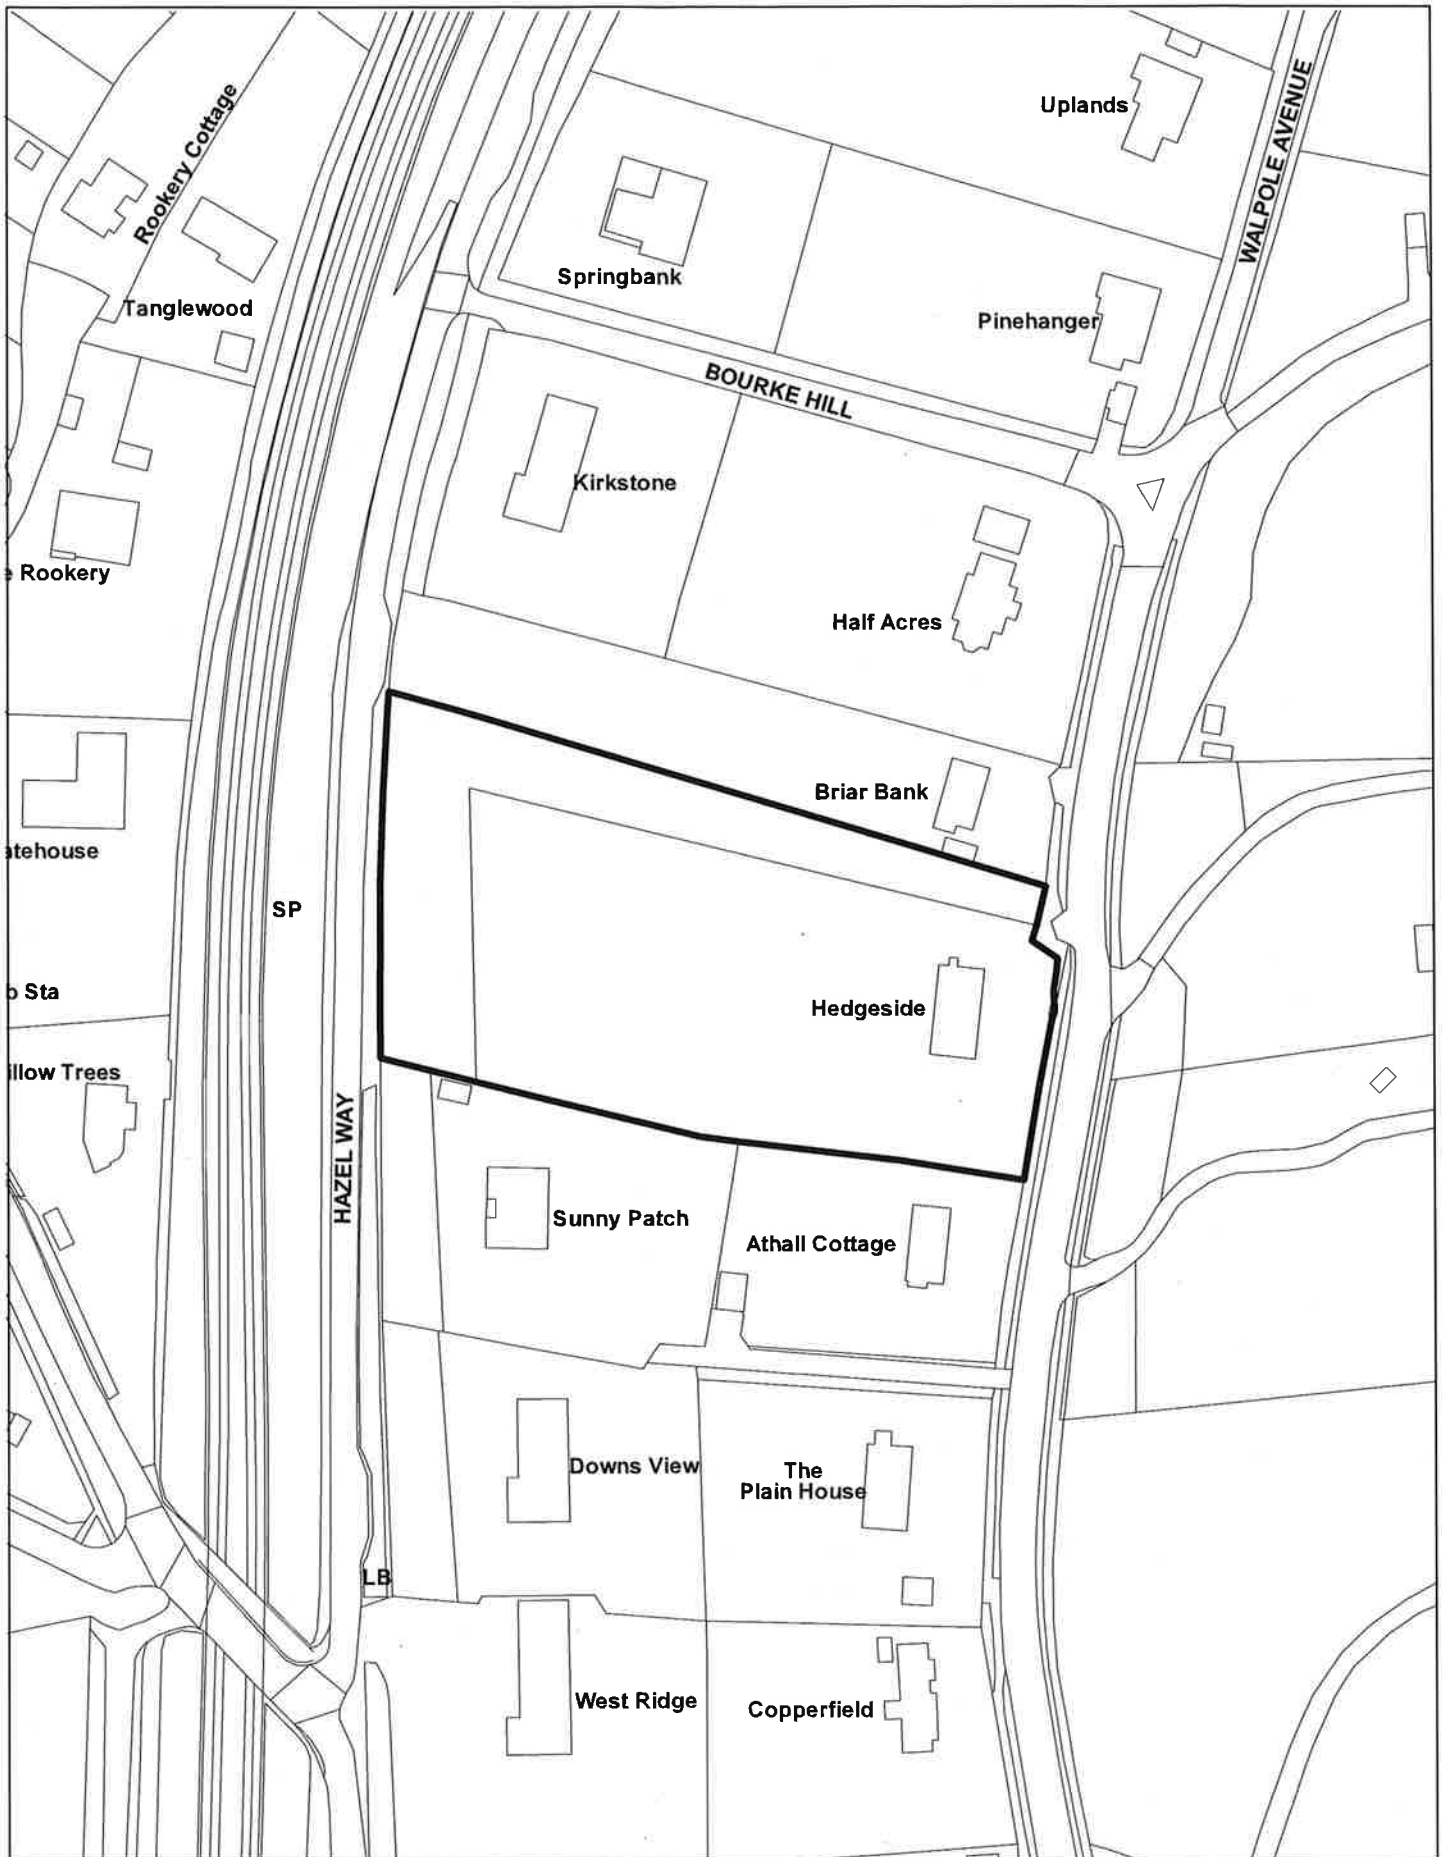 Uplands
WALPOLE AVENUE
Rookery Cottage
Springbank
Tanglewood
Pinehanger
BOURKE HILL
Kirkstone
e Rookery
Half Acres
Briar Bank
atehouse
SP
b Sta
Hedgeside
illow Trees
HAZEL WAY
Sunny Patch
Athall Cottage
Downs View
The
Plain House
LB
West Ridge
Copperfield